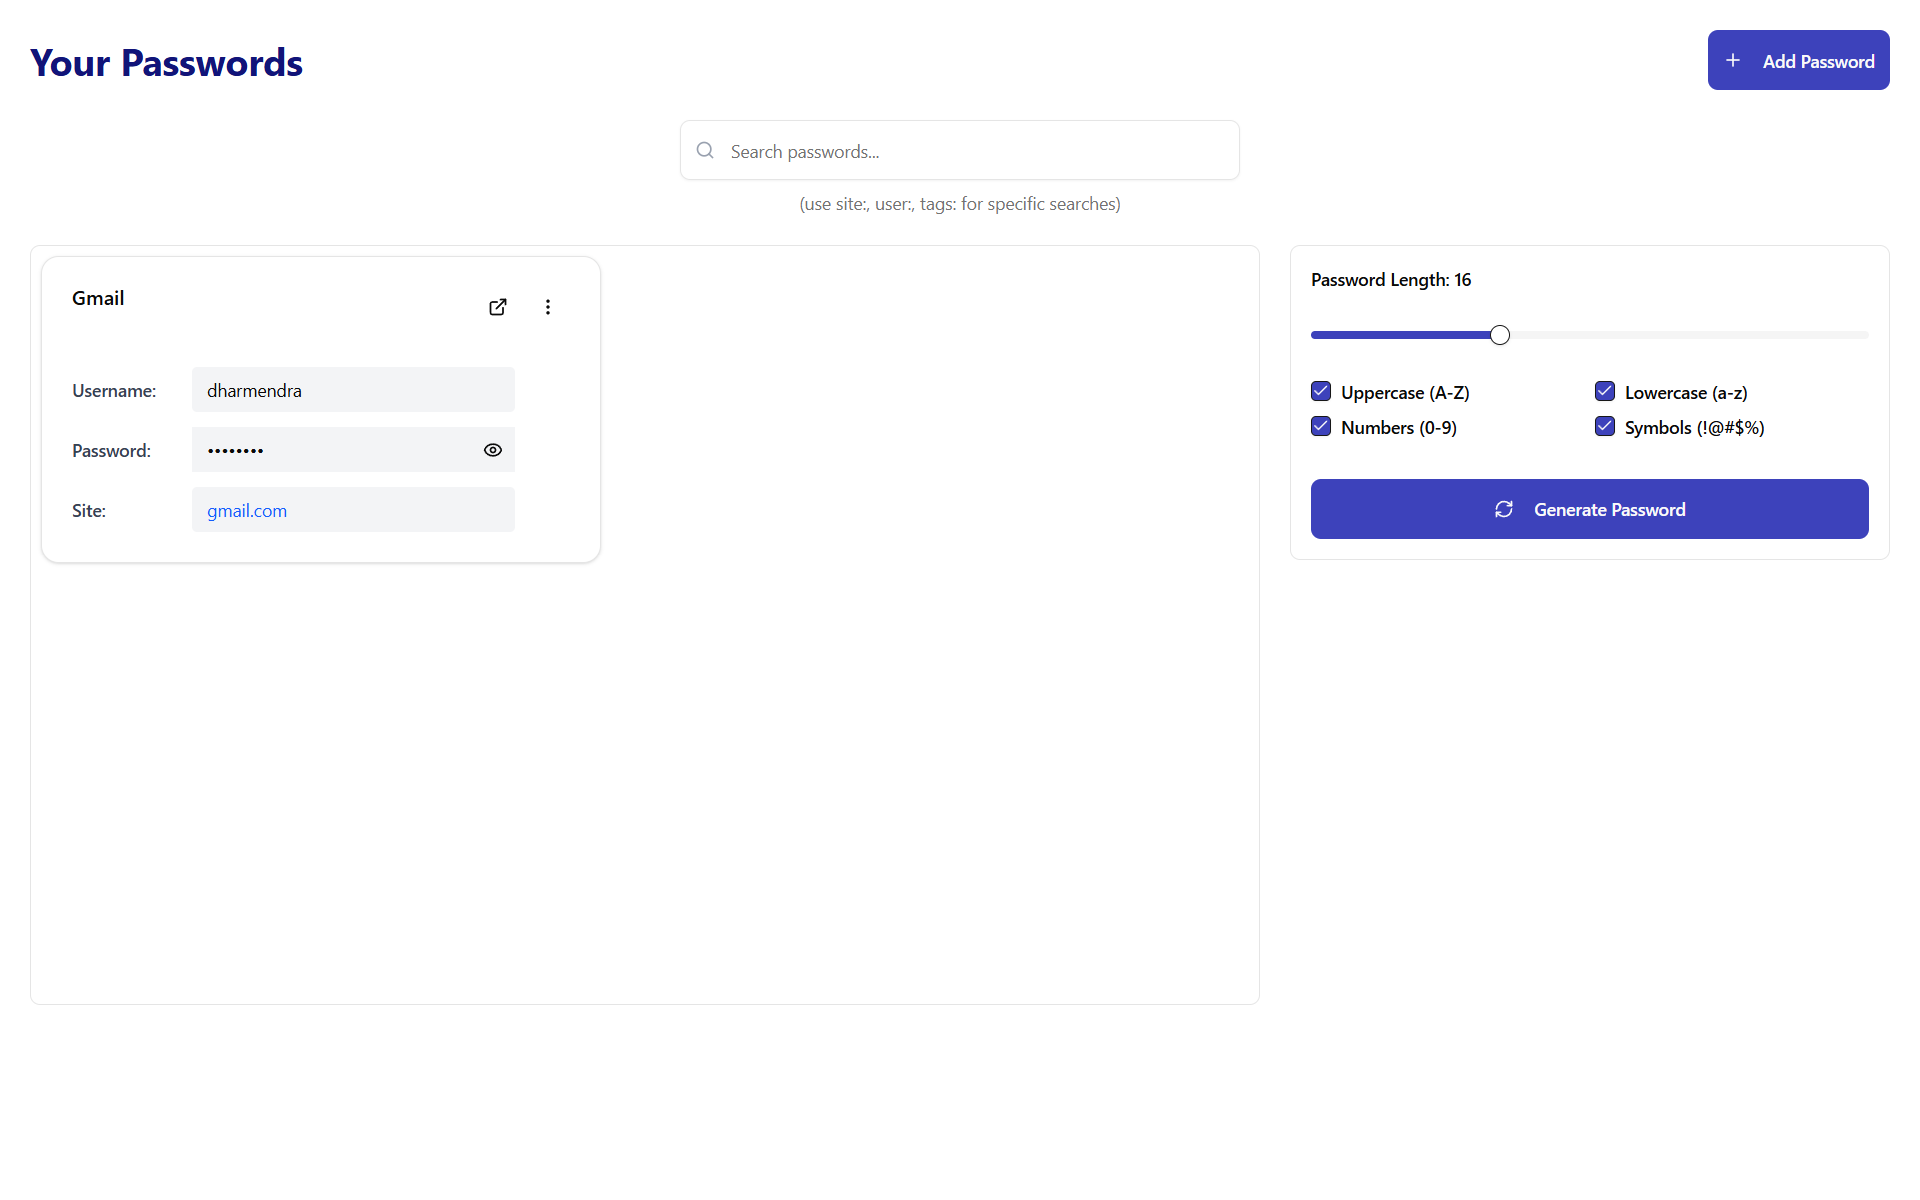 Your Passwords
Add Password
Search passwords...
(use site:, user:, tags: for specific searches)
Gmail
Username: dharmendra
Password: ••••••••
Site: gmail.com
Password Length: 16
Uppercase (A-Z) Lowercase (a-z)
Numbers (0-9) Symbols (!@#$%)
Generate Password